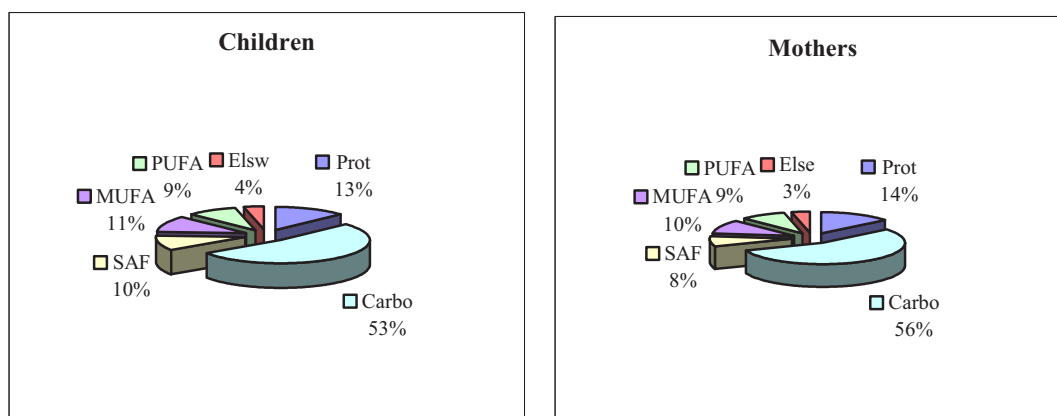 Children
PUFA
9%
Elsw
4%
Prot
13%
MUFA
11%
SAF
10%
Carbo
53%
Mothers
PUFA
9%
Else
3%
Prot
14%
MUFA
10%
SAF
8%
Carbo
56%